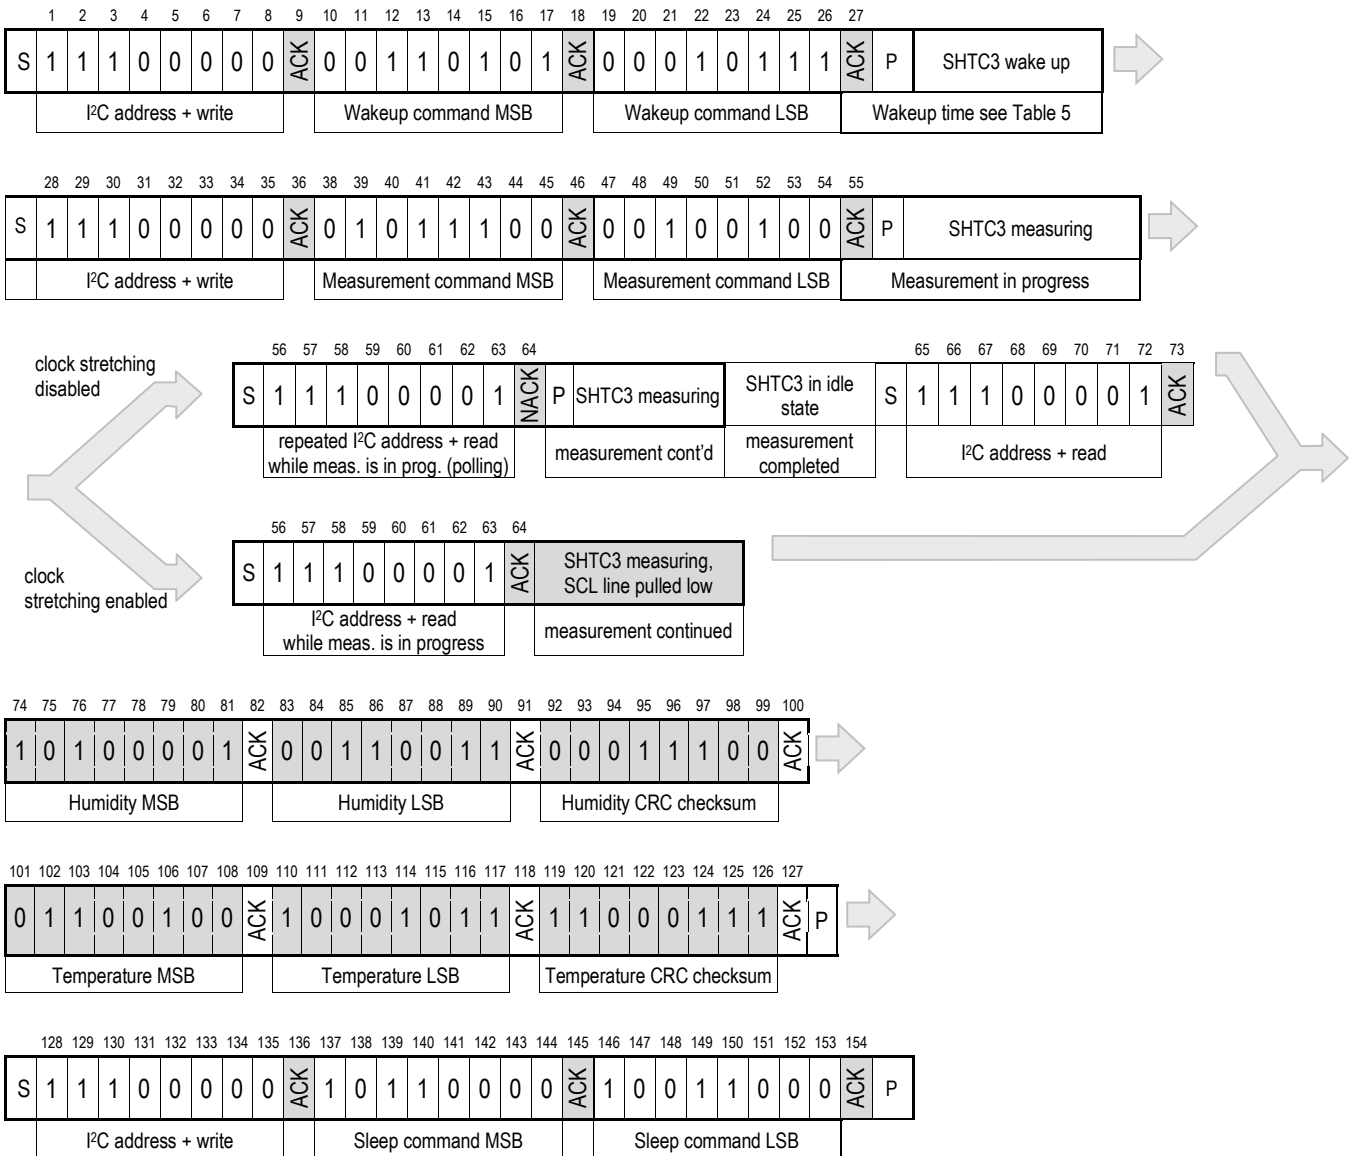 1 2 3 4 5 6 7 8 9 10 11 12 13 14 15 16 17 18 19 20 21 22 23 24 25 26 27
S 1 1 1 0 0 0 0 0 ACK 0 0 1 1 0 1 0 1 ACK 0 0 0 1 0 1 1 1 ACK P SHTC3 wake up
I²C address + write Wakeup command MSB Wakeup command LSB Wakeup time see Table 5
28 29 30 31 32 33 34 35 36 38 39 40 41 42 43 44 45 46 47 48 49 50 51 52 53 54 55
S 1 1 1 0 0 0 0 0 ACK 0 1 0 1 1 1 0 0 ACK 0 0 1 0 0 1 0 0 ACK P SHTC3 measuring
I²C address + write Measurement command MSB Measurement command LSB Measurement in progress
clock stretching
disabled
56 57 58 59 60 61 62 63 64 65 66 67 68 69 70 71 72 73
S 1 1 1 0 0 0 0 1 NACK P SHTC3 measuring SHTC3 in idle
state S 1 1 1 0 0 0 0 1 ACK
repeated I²C address + read
while meas. is in prog. (polling)
measurement cont'd
measurement
completed
I²C address + read
clock
stretching enabled
56 57 58 59 60 61 62 63 64
S 1 1 1 0 0 0 0 1 ACK SHTC3 measuring,
SCL line pulled low
I²C address + read
while meas. is in progress
measurement continued
74 75 76 77 78 79 80 81 82 83 84 85 86 87 88 89 90 91 92 93 94 95 96 97 98 99 100
1 0 1 0 0 0 0 1 ACK 0 0 1 1 0 0 1 1 ACK 0 0 0 1 1 1 0 0 ACK
Humidity MSB Humidity LSB Humidity CRC checksum
101 102 103 104 105 106 107 108 109 110 111 112 113 114 115 116 117 118 119 120 121 122 123 124 125 126 127
0 1 1 0 0 1 0 0 ACK 1 0 0 0 1 0 1 1 ACK 1 1 0 0 0 1 1 1 ACK P
Temperature MSB Temperature LSB Temperature CRC checksum
128 129 130 131 132 133 134 135 136 137 138 139 140 141 142 143 144 145 146 147 148 149 150 151 152 153 154
S 1 1 1 0 0 0 0 0 ACK 1 0 1 1 0 0 0 0 ACK 1 0 0 1 1 0 0 0 ACK P
I²C address + write Sleep command MSB Sleep command LSB